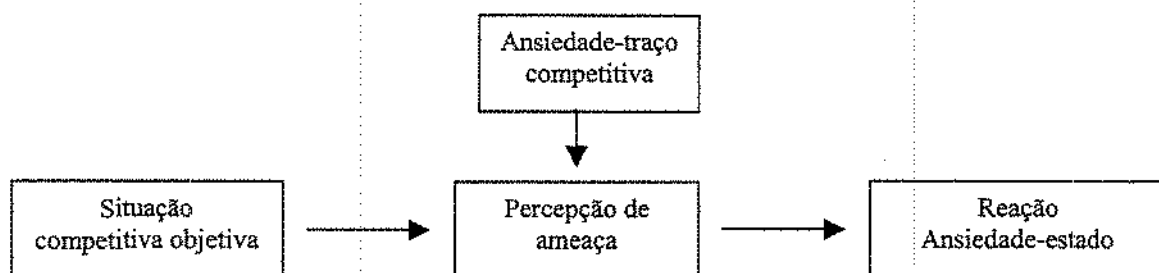 Ansiedade-traço
competitiva
Situação
competitiva objetiva
Percepção de
ameaça
Reação
Ansiedade-estado